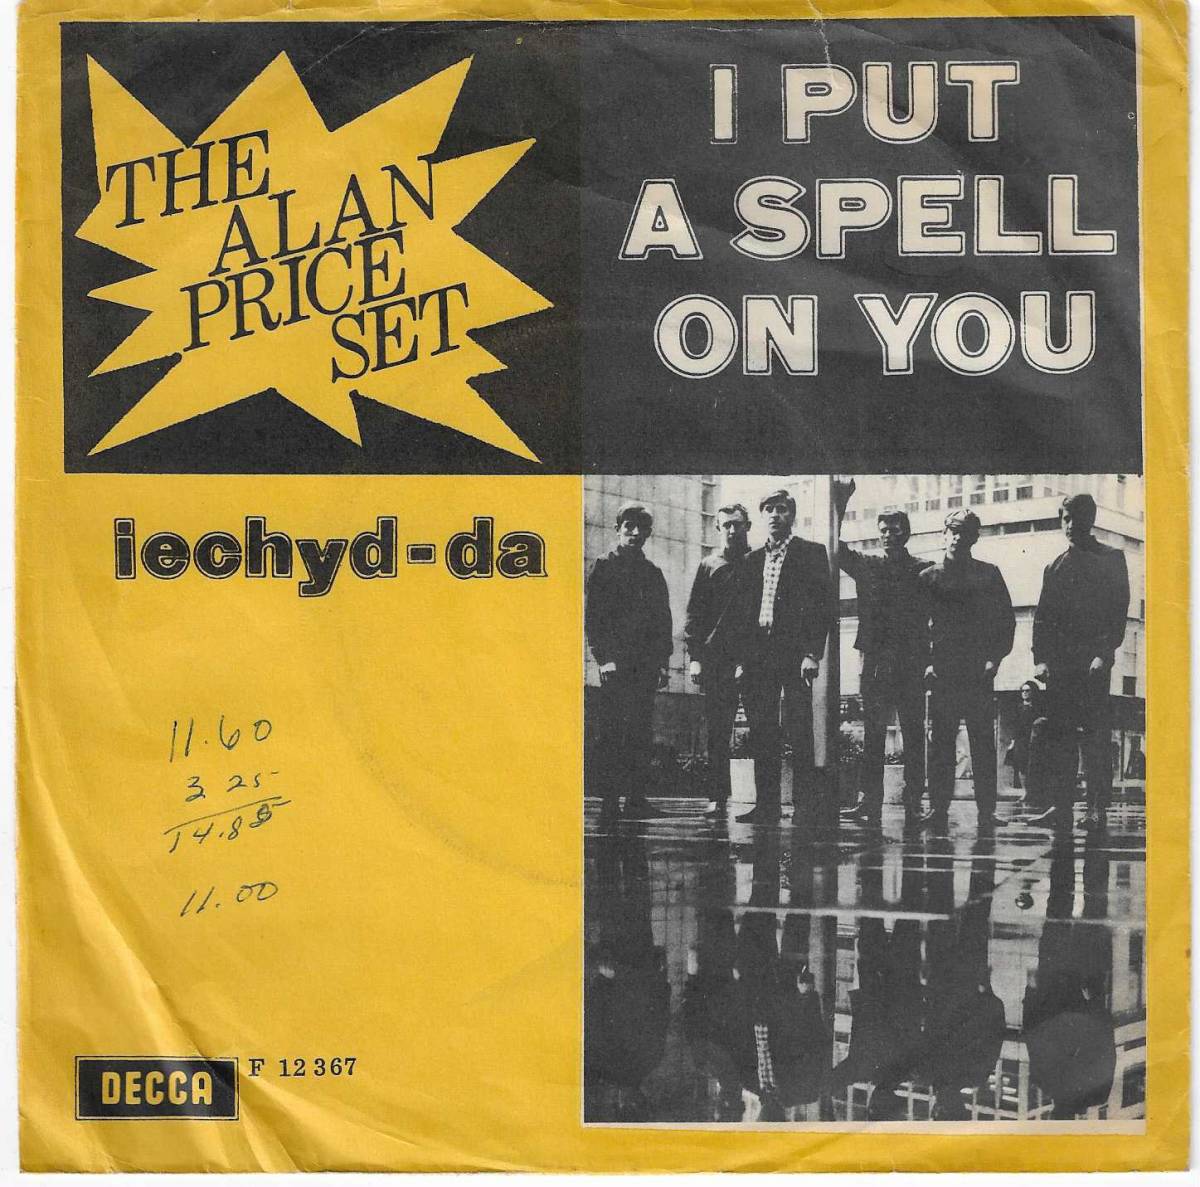 THE
ALAN
PRICE
SET
I PUT
A SPELL
ON YOU
iechyd-da
11.60
3 25
14.85
11.00
DECCA
F 12 367